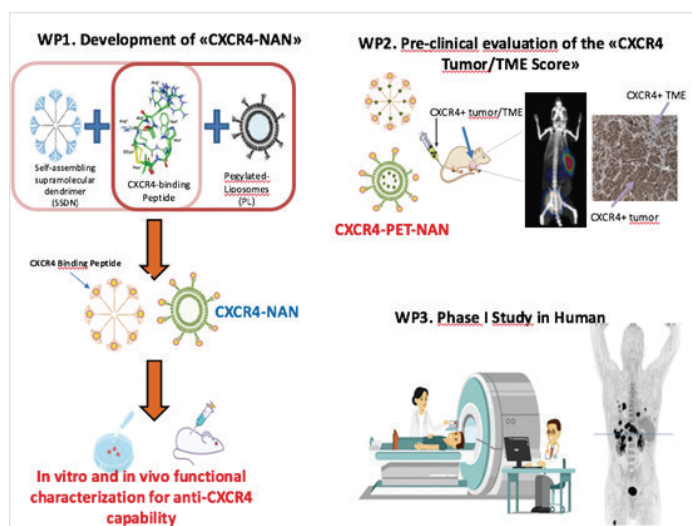 WP1. Development of «CXCR4-NAN»
Self-assembling
supramolecular
dendrimer
(SSDN)
CXCR4-binding
Peptide
Pegylated-
Liposomes
(PL)
CXCR4 Binding Peptide
CXCR4-NAN
In vitro and in vivo functional
characterization for anti-CXCR4
capability
WP2. Pre-clinical evaluation of the «CXCR4
Tumor/TME Score»
CXCR4+ tumor/TME
CXCR4+ TME
CXCR4+ tumor
CXCR4-PET-NAN
WP3. Phase I Study in Human